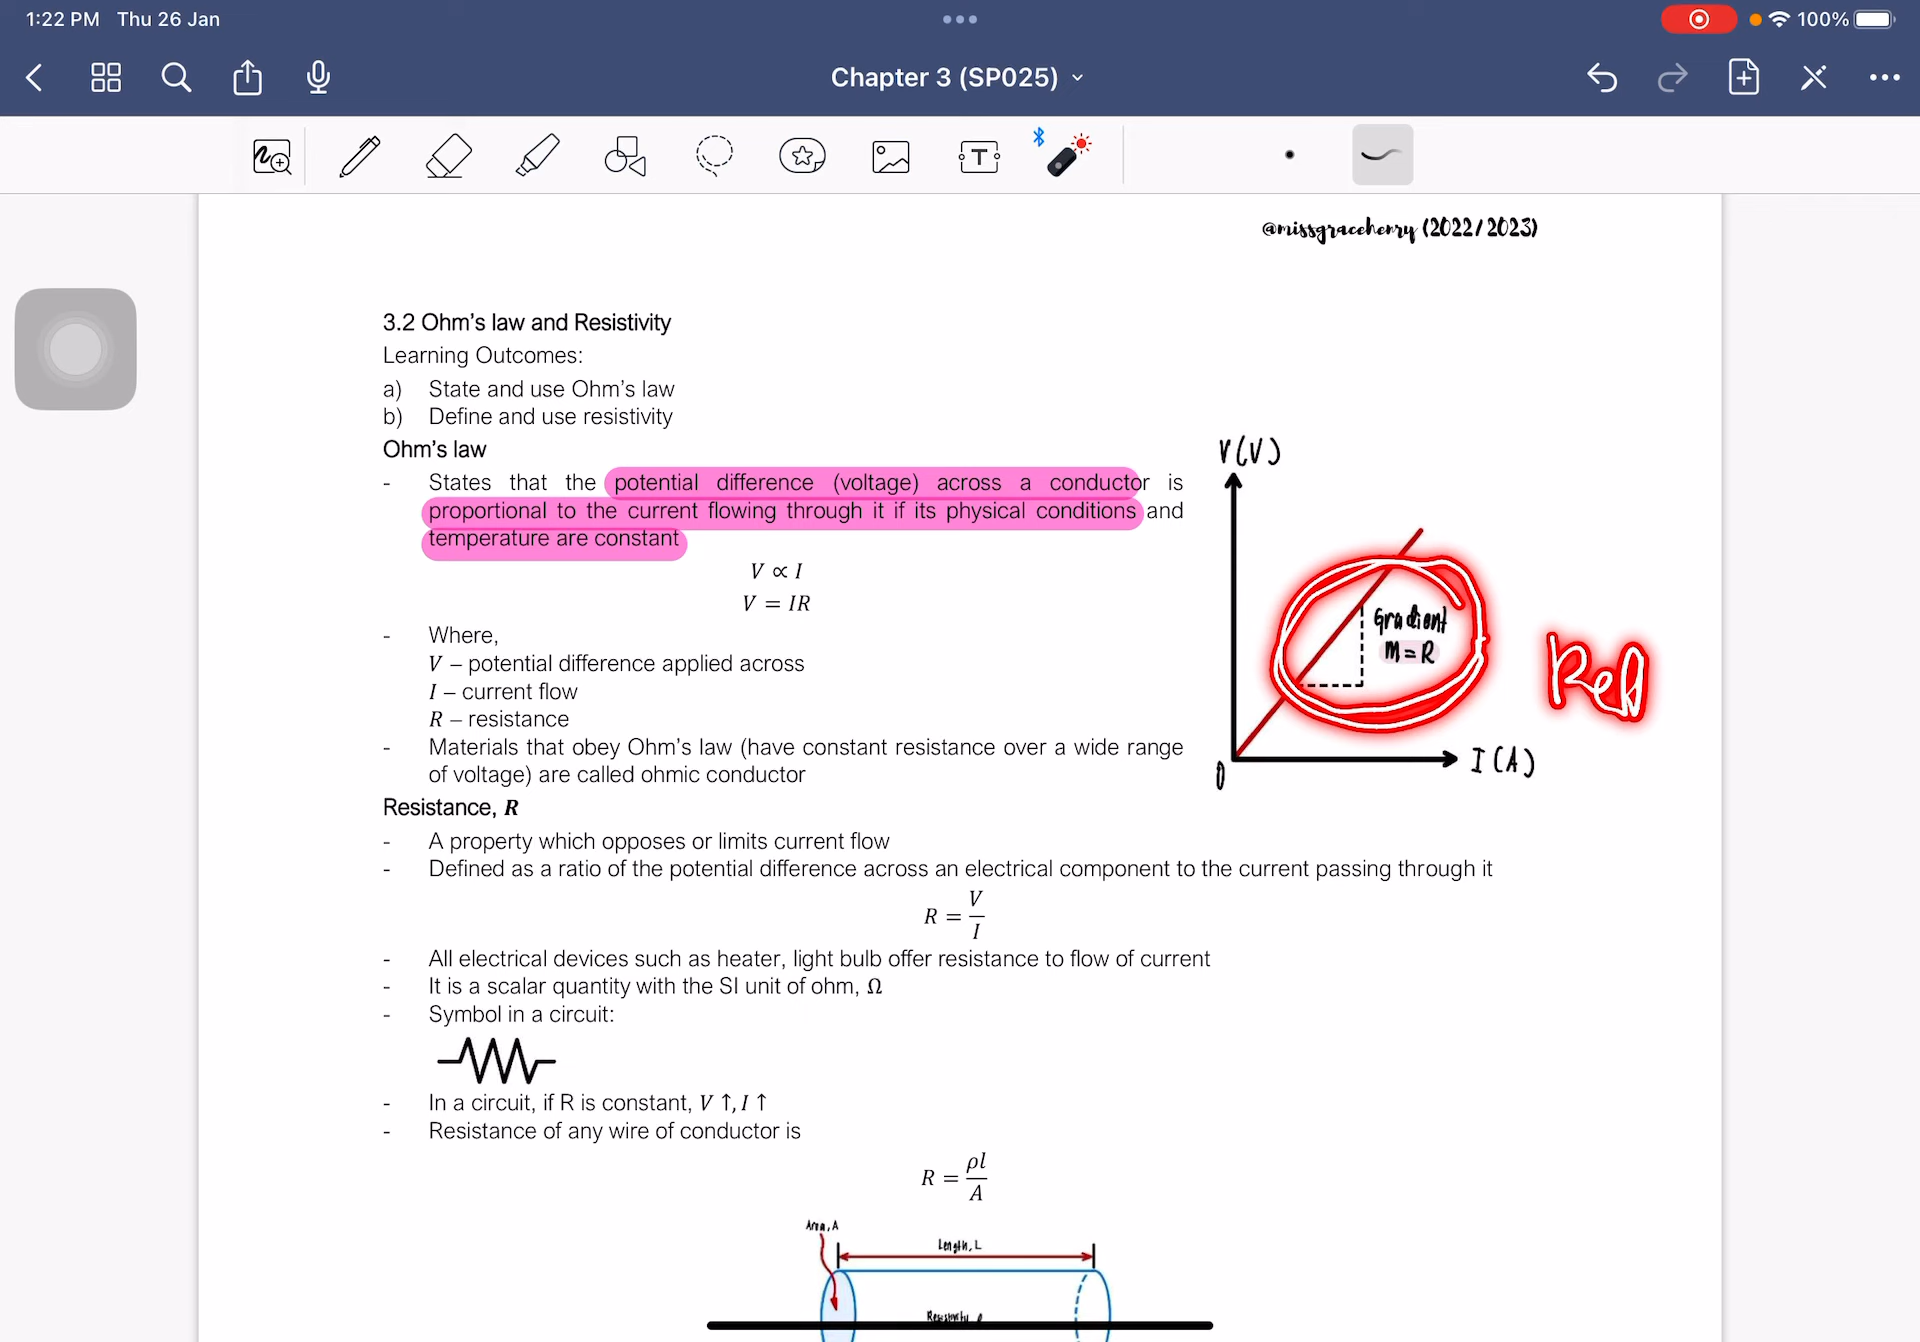 1:22 PM Thu 26 Jan
100%
Chapter 3 (SP025)
T
@missgracehenry (2022/2023)
3.2 Ohm's law and Resistivity
Learning Outcomes:
a) State and use Ohm's law
b) Define and use resistivity
Ohm's law
- States that the potential difference (voltage) across a conductor is
proportional to the current flowing through it if its physical conditions and
temperature are constant
V ∝ I
V = IR
- Where,
V – potential difference applied across
I – current flow
R – resistance
- Materials that obey Ohm's law (have constant resistance over a wide range
of voltage) are called ohmic conductor
V(V)
Gradient
m=R
0
I(A)
Resistance, R
- A property which opposes or limits current flow
- Defined as a ratio of the potential difference across an electrical component to the current passing through it
R = V/I
- All electrical devices such as heater, light bulb offer resistance to flow of current
- It is a scalar quantity with the SI unit of ohm, Ω
- Symbol in a circuit:
- In a circuit, if R is constant, V ↑, I ↑
- Resistance of any wire of conductor is
R = ρl/A
Area, A
Length, L